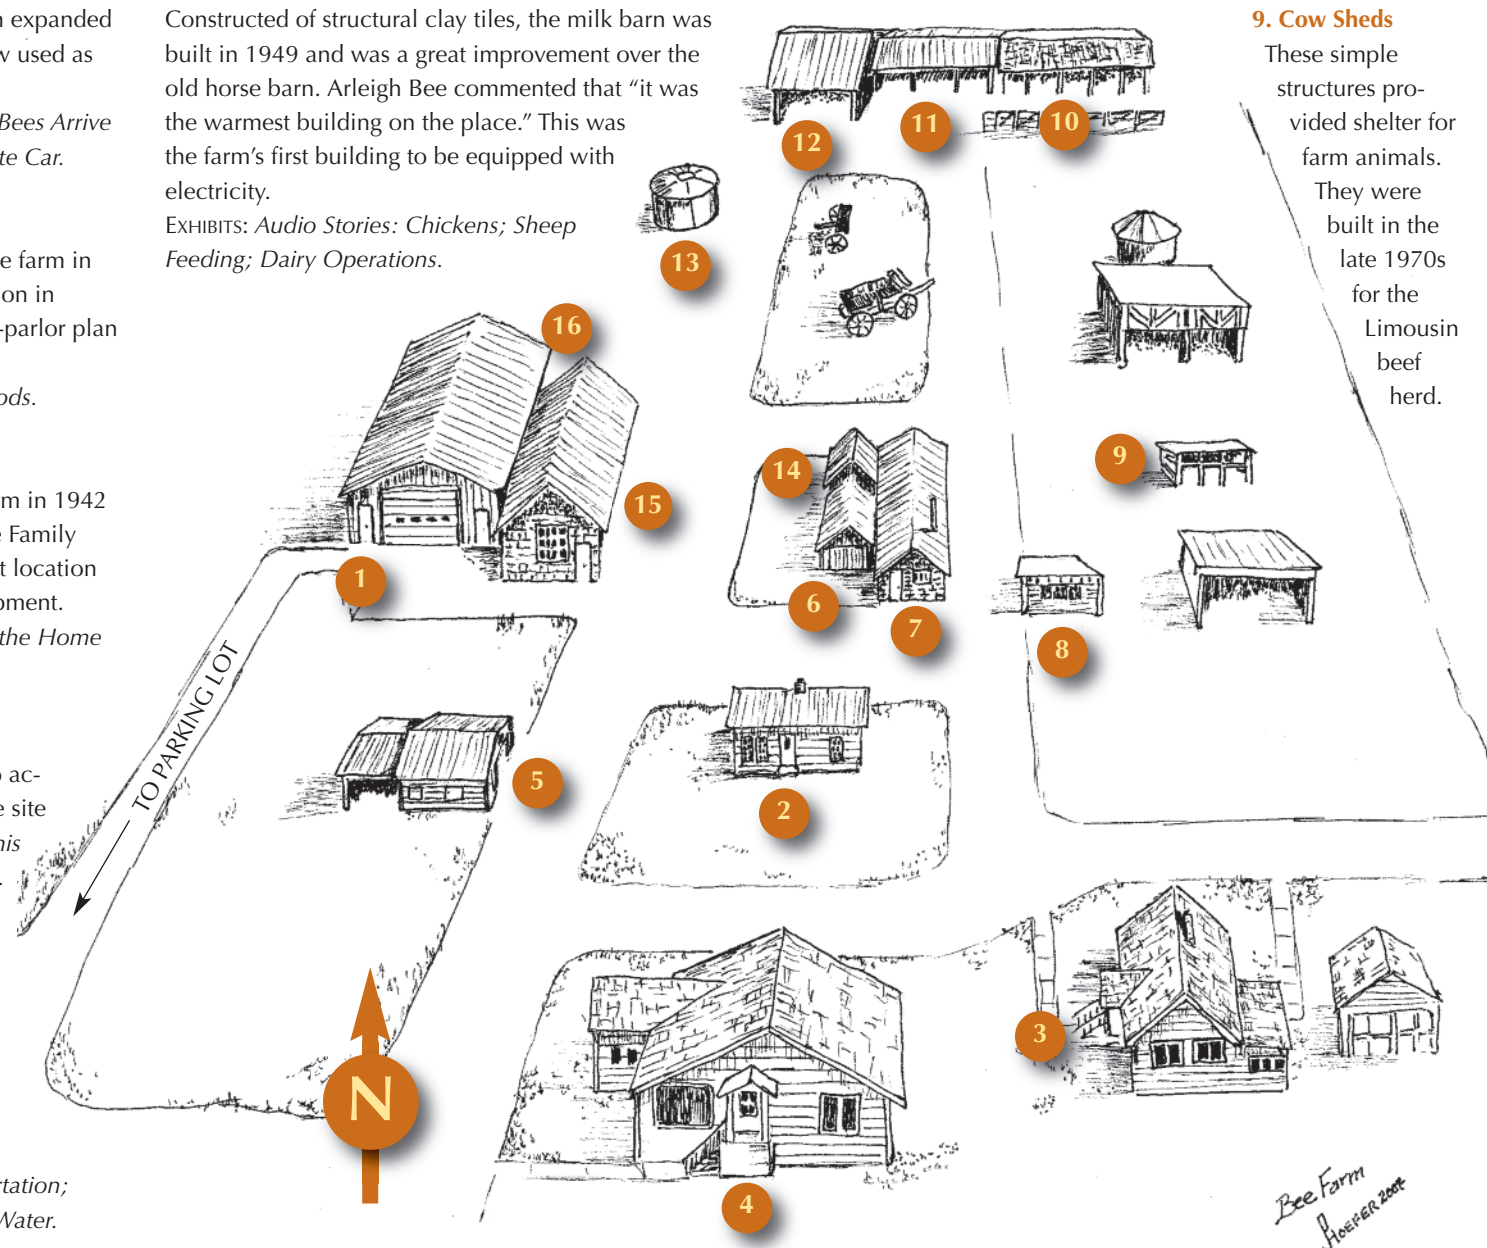 n expanded
w used as
Bees Arrive
te Car.
e farm in
ion in
-parlor plan
ods.
m in 1942
e Family
t location
pment.
the Home
o ac-
e site
his
.
rtation;
Water.
Constructed of structural clay tiles, the milk barn was
built in 1949 and was a great improvement over the
old horse barn. Arleigh Bee commented that “it was
the warmest building on the place.” This was
the farm’s first building to be equipped with
electricity.
EXHIBITS: Audio Stories: Chickens; Sheep
Feeding; Dairy Operations.
9. Cow Sheds
These simple
structures pro-
vided shelter for
farm animals.
They were
built in the
late 1970s
for the
Limousin
beef
herd.
12
11
10
13
16
14
9
15
1
6
7
8
TO PARKING LOT
5
2
3
N
4
Bee Farm
HOEFER 2007